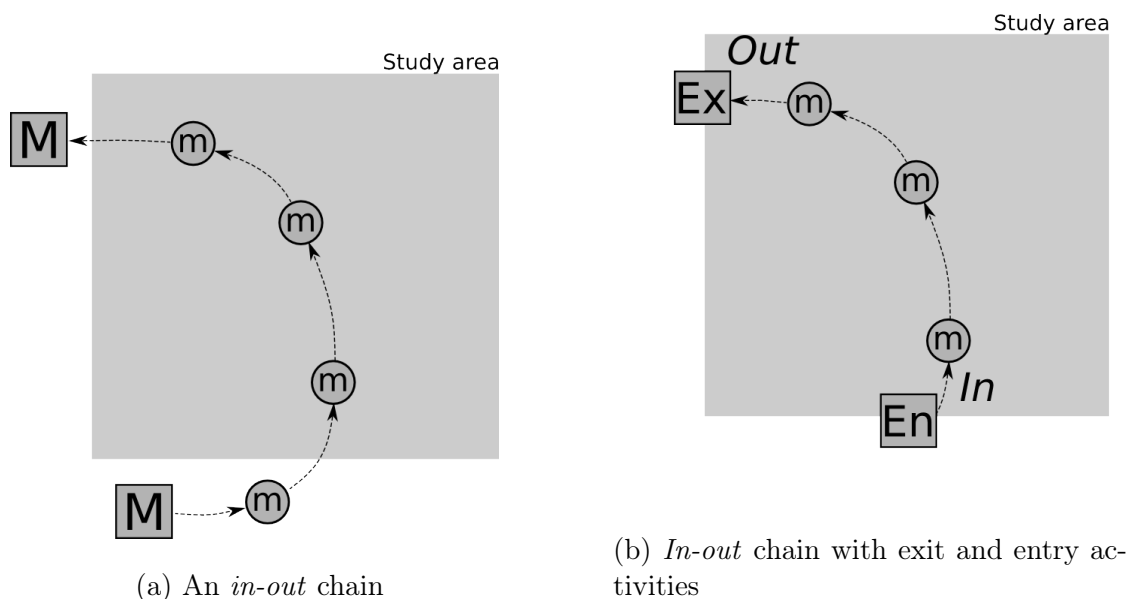 Study area
M
m
m
m
M
m
(a) An in-out chain
Study area
Out
Ex
m
m
m
In
En
(b) In-out chain with exit and entry ac-
tivities